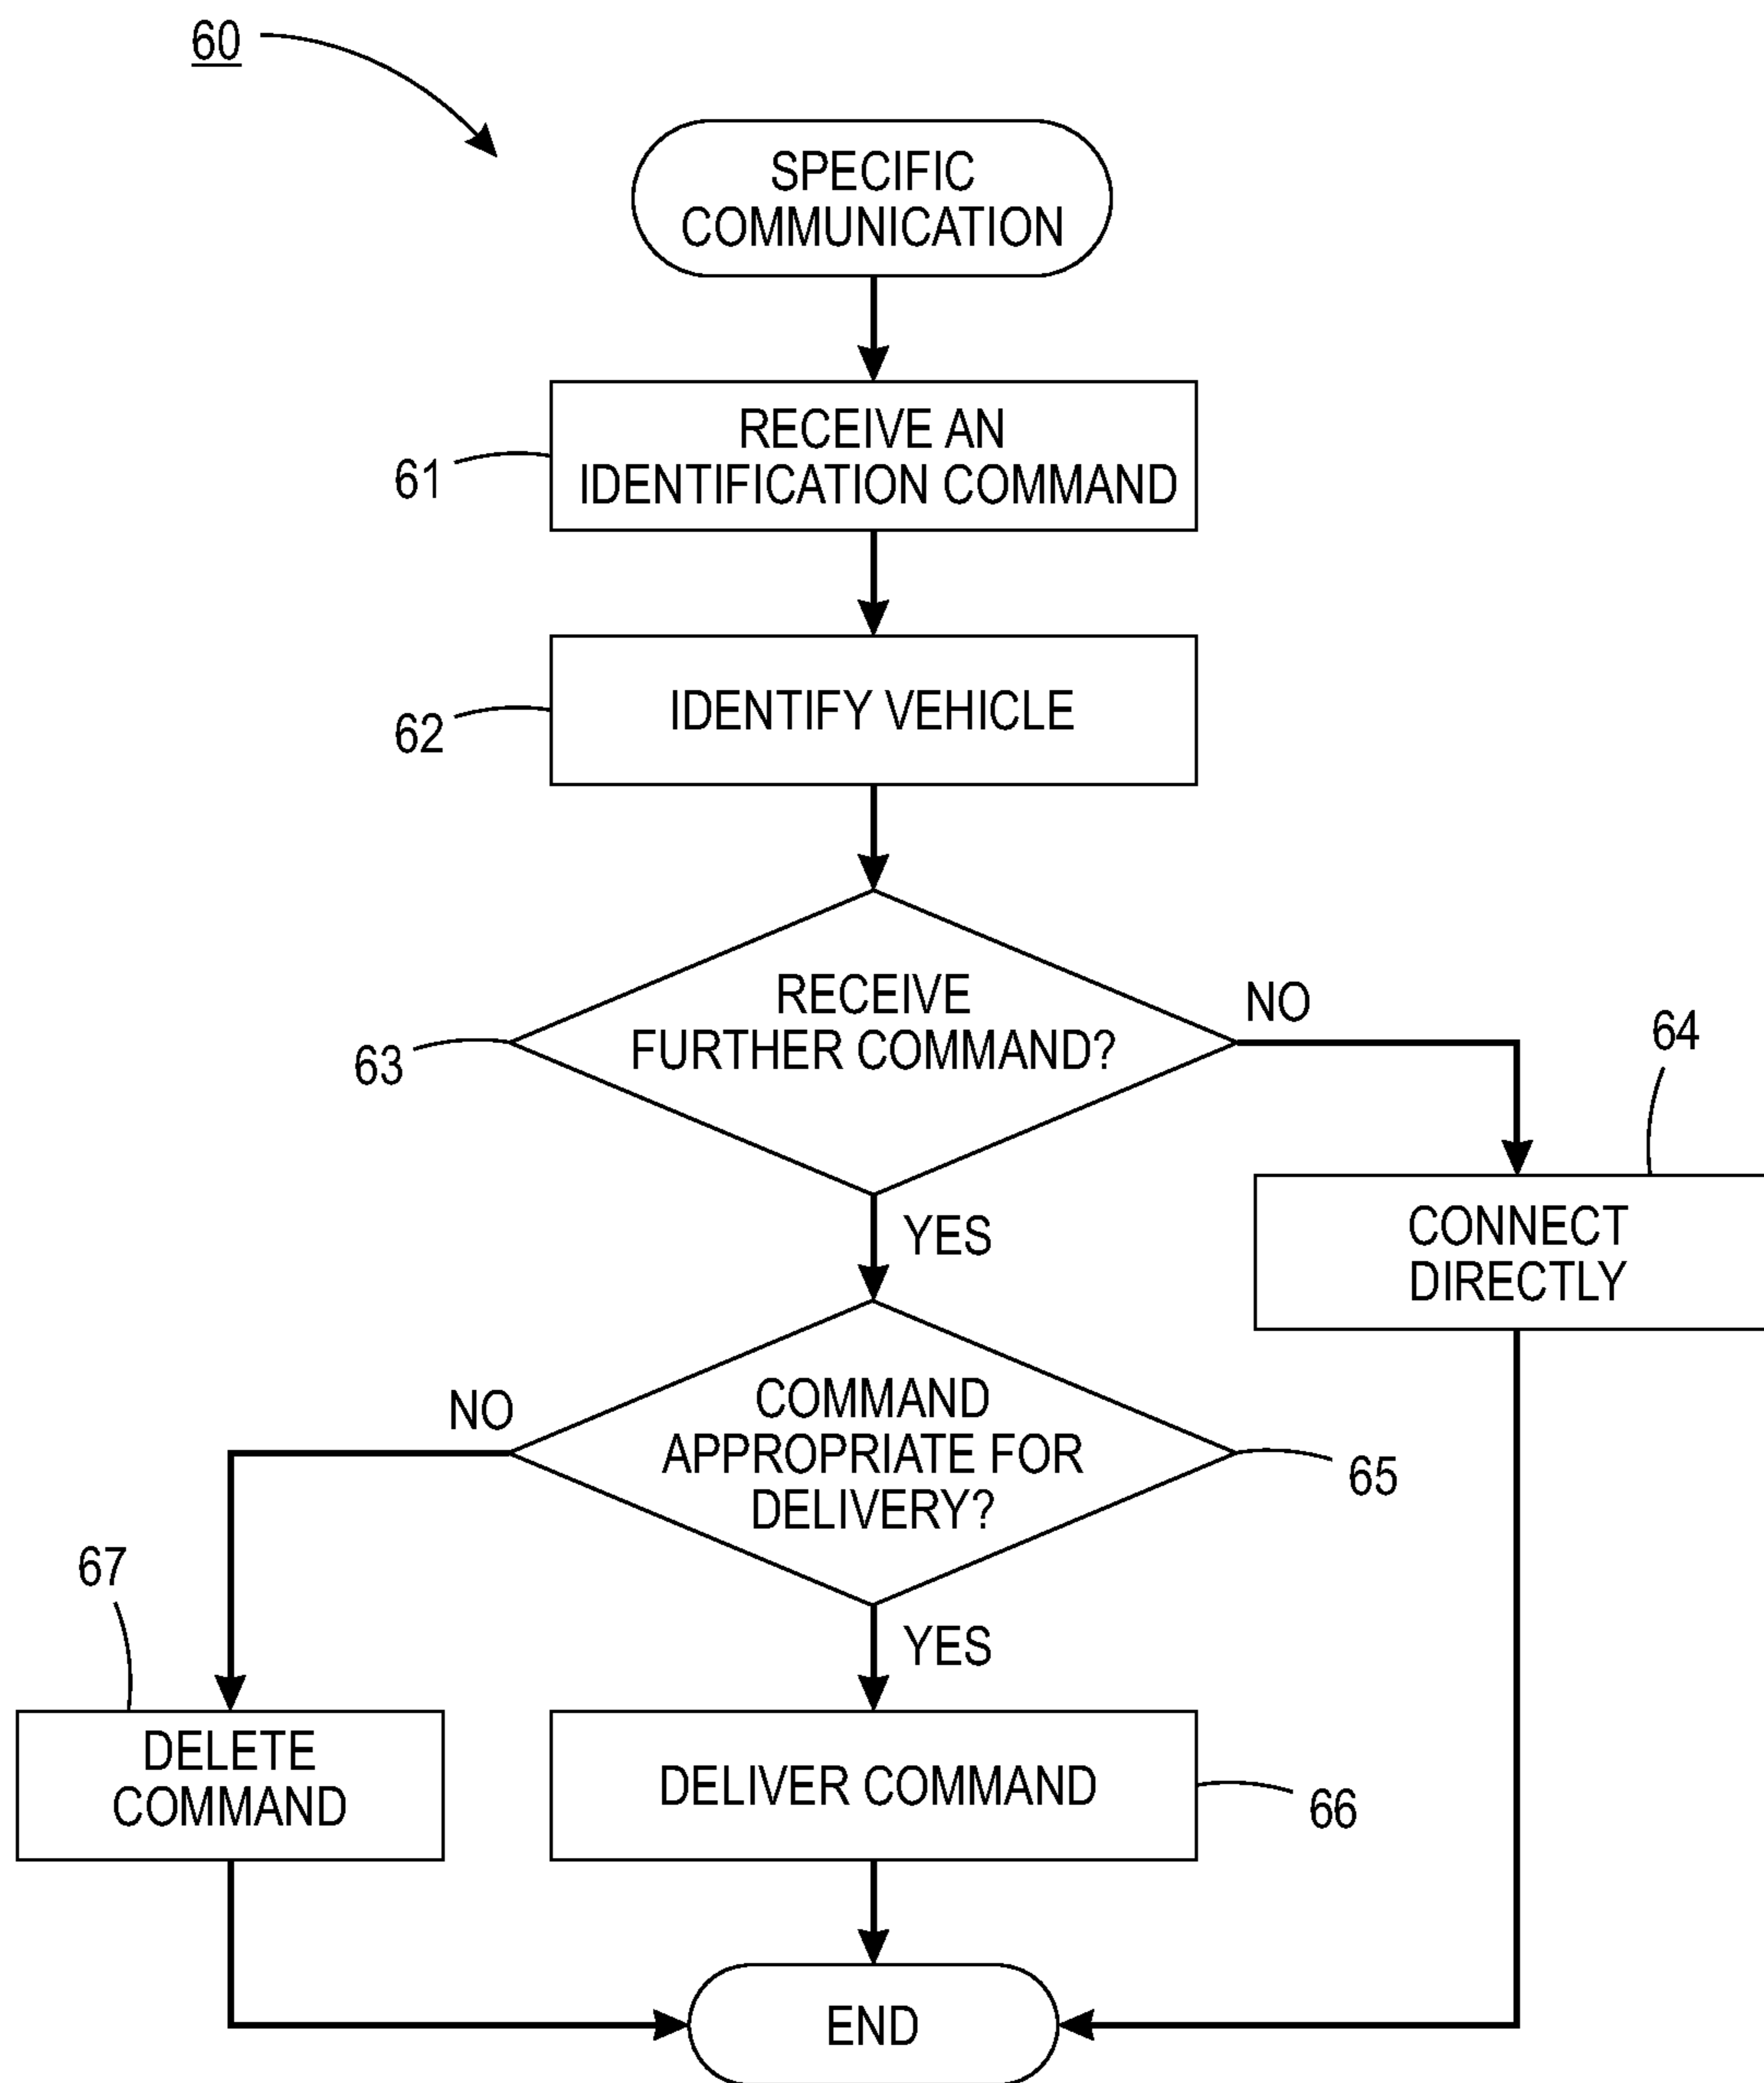 60
SPECIFIC
COMMUNICATION
RECEIVE AN
IDENTIFICATION COMMAND
61
IDENTIFY VEHICLE
62
RECEIVE
FURTHER COMMAND?
63
NO
64
YES
CONNECT
DIRECTLY
COMMAND
APPROPRIATE FOR
DELIVERY?
NO
65
67
YES
DELETE
COMMAND
DELIVER COMMAND
66
END